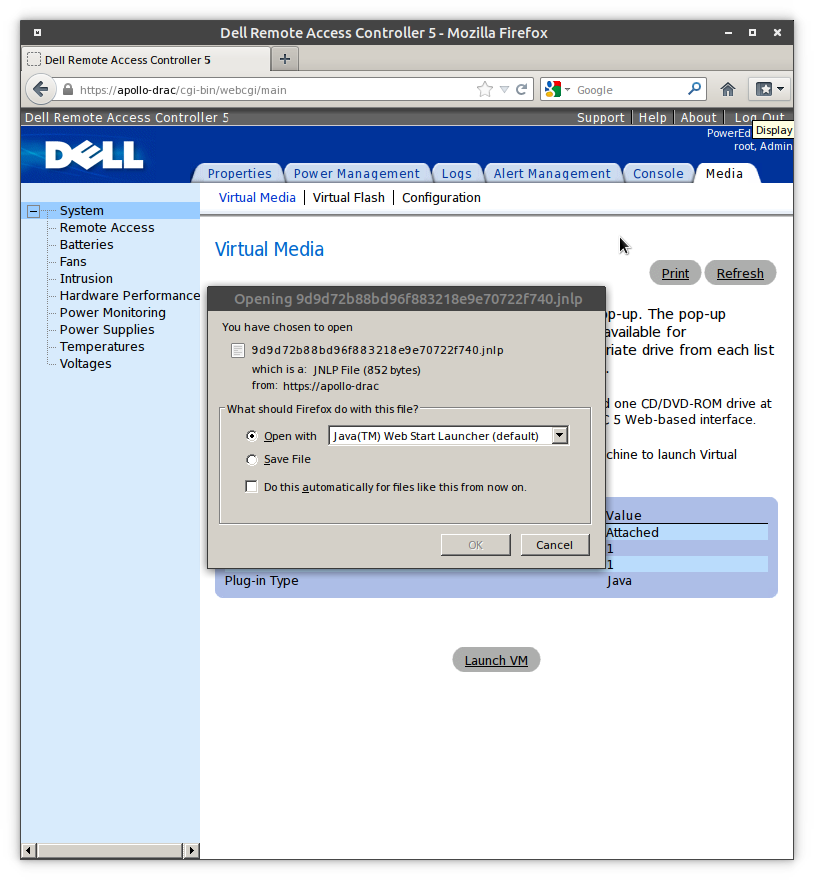 Dell Remote Access Controller 5 - Mozilla Firefox
Dell Remote Access Controller 5
https://apollo-drac/cgi-bin/webcgi/main
Google
Dell Remote Access Controller 5
Support | Help | About | Log Out
PowerEd
Display
root, Admin
DELL
Properties
Power Management
Logs
Alert Management
Console
Media
Virtual Media | Virtual Flash | Configuration
System
Remote Access
Batteries
Fans
Intrusion
Hardware Performance
Power Monitoring
Power Supplies
Temperatures
Voltages
Virtual Media
Print
Refresh
p-up. The pop-up
available for
riate drive from each list
.
d one CD/DVD-ROM drive at
C 5 Web-based interface.
chine to launch Virtual
Opening 9d9d72b88bd96f883218e9e70722f740.jnlp
You have chosen to open
9d9d72b88bd96f883218e9e70722f740.jnlp
which is a: JNLP File (852 bytes)
from: https://apollo-drac
What should Firefox do with this file?
Open with
Java(TM) Web Start Launcher (default)
Save File
Do this automatically for files like this from now on.
OK
Cancel
Value
Attached
1
1
Plug-in Type
Java
Launch VM